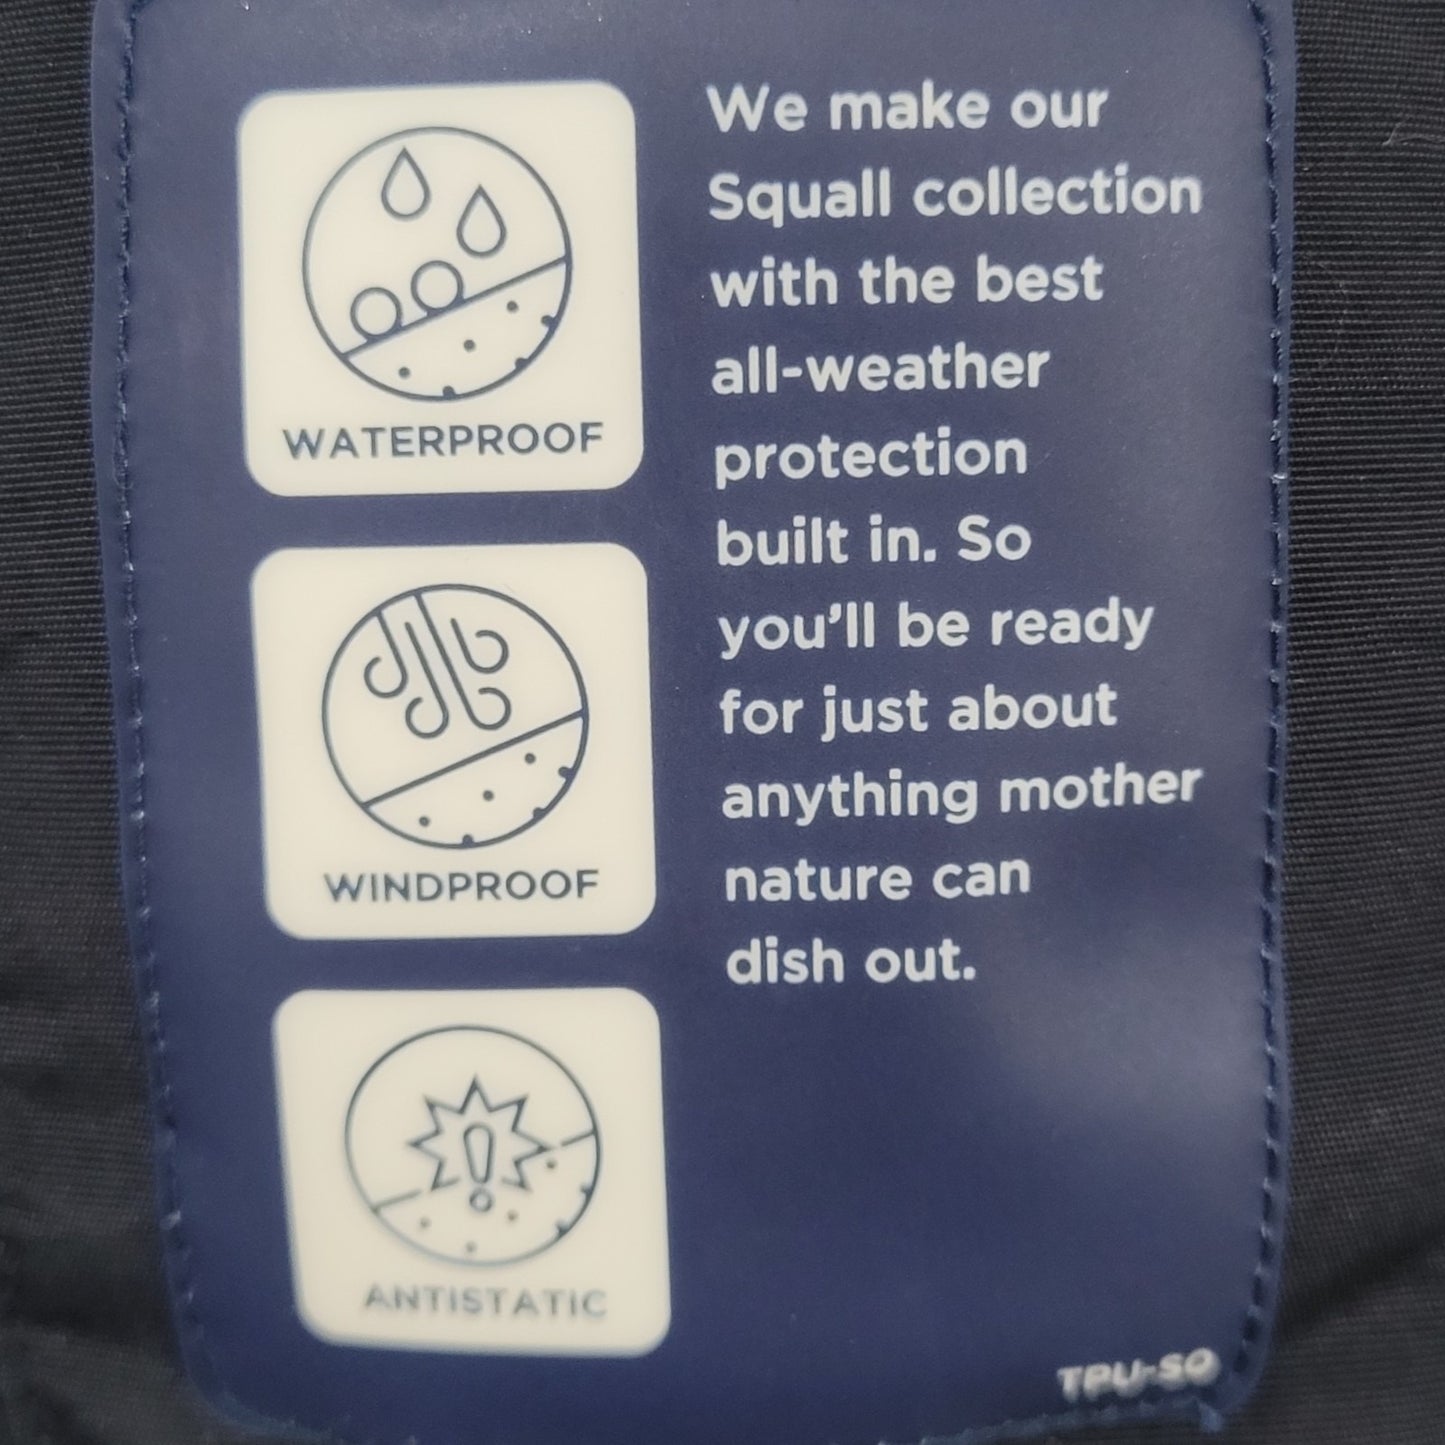 WATERPROOF
WINDPROOF
ANTISTATIC
We make our
Squall collection
with the best
all-weather
protection
built in. So
you'll be ready
for just about
anything mother
nature can
dish out.
TPU-SQ